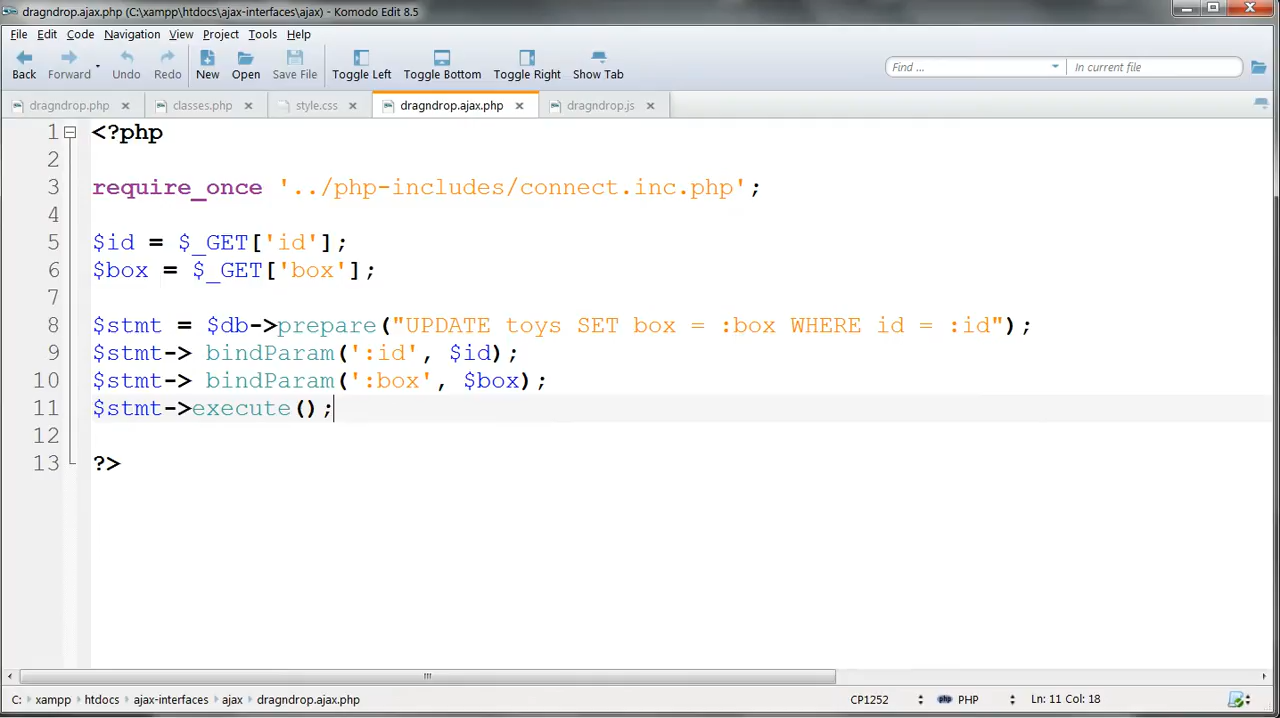 dragndrop.ajax.php (C:\xampp\htdocs\ajax-interfaces\ajax) - Komodo Edit 8.5
File Edit Code Navigation View Project Tools Help
Back Forward Undo Redo New Open Save File Toggle Left Toggle Bottom Toggle Right Show Tab Find ... In current file
dragndrop.php classes.php style.css dragndrop.ajax.php dragndrop.js
1 <?php
2
3 require_once '../php-includes/connect.inc.php';
4
5 $id = $_GET['id'];
6 $box = $_GET['box'];
7
8 $stmt = $db->prepare("UPDATE toys SET box = :box WHERE id = :id");
9 $stmt-> bindParam(':id', $id);
10 $stmt-> bindParam(':box', $box);
11 $stmt->execute();
12
13 ?>
C: xampp htdocs ajax-interfaces ajax dragndrop.ajax.php CP1252 php PHP Ln: 11 Col: 18